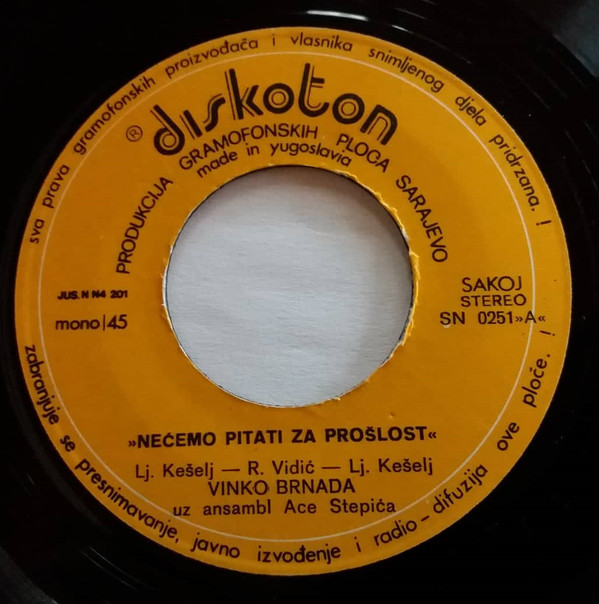 sva prava gramofonskih proizvođača i vlasnika snimljenog djela pridržana. !
® diskoton
PRODUKCIJA GRAMOFONSKIH PLOČA SARAJEVO
made in yugoslavia
JUS. N N4 201
mono|45
SAKOJ
STEREO
SN 0251»A«
»NEĆEMO PITATI ZA PROŠLOST«
Lj. Kešelj — R. Vidić — Lj. Kešelj
VINKO BRNADA
uz ansambl Ace Stepića
zabranjuje se presnimavanje, javno izvođenje i radio – difuzija ove ploče. !